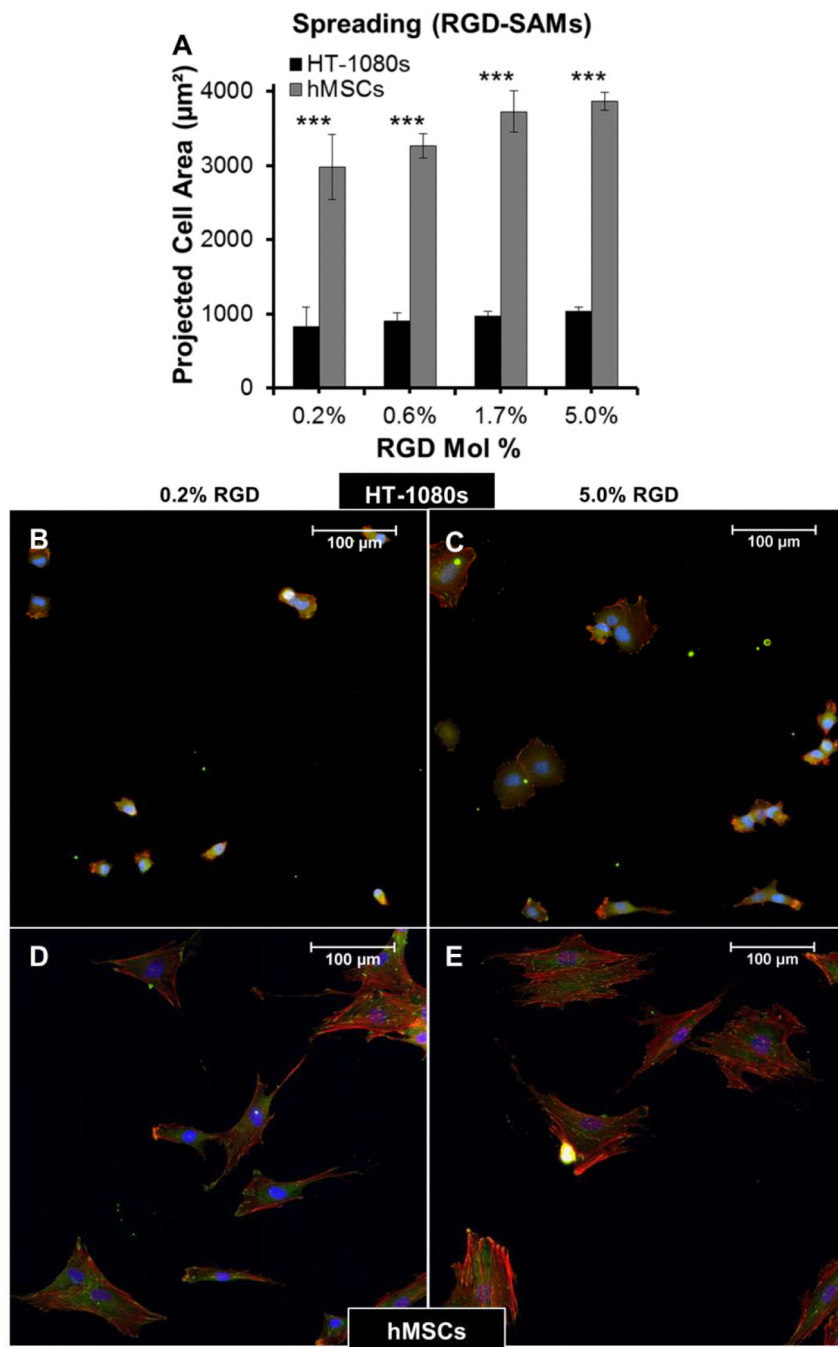 A
Spreading (RGD-SAMs)
HT-1080s
hMSCs
Projected Cell Area (µm²)
4000
3000
2000
1000
0
***
***
***
***
0.2%
0.6%
1.7%
5.0%
RGD Mol %
0.2% RGD
HT-1080s
5.0% RGD
B
100 µm
C
100 µm
D
100 µm
E
100 µm
hMSCs